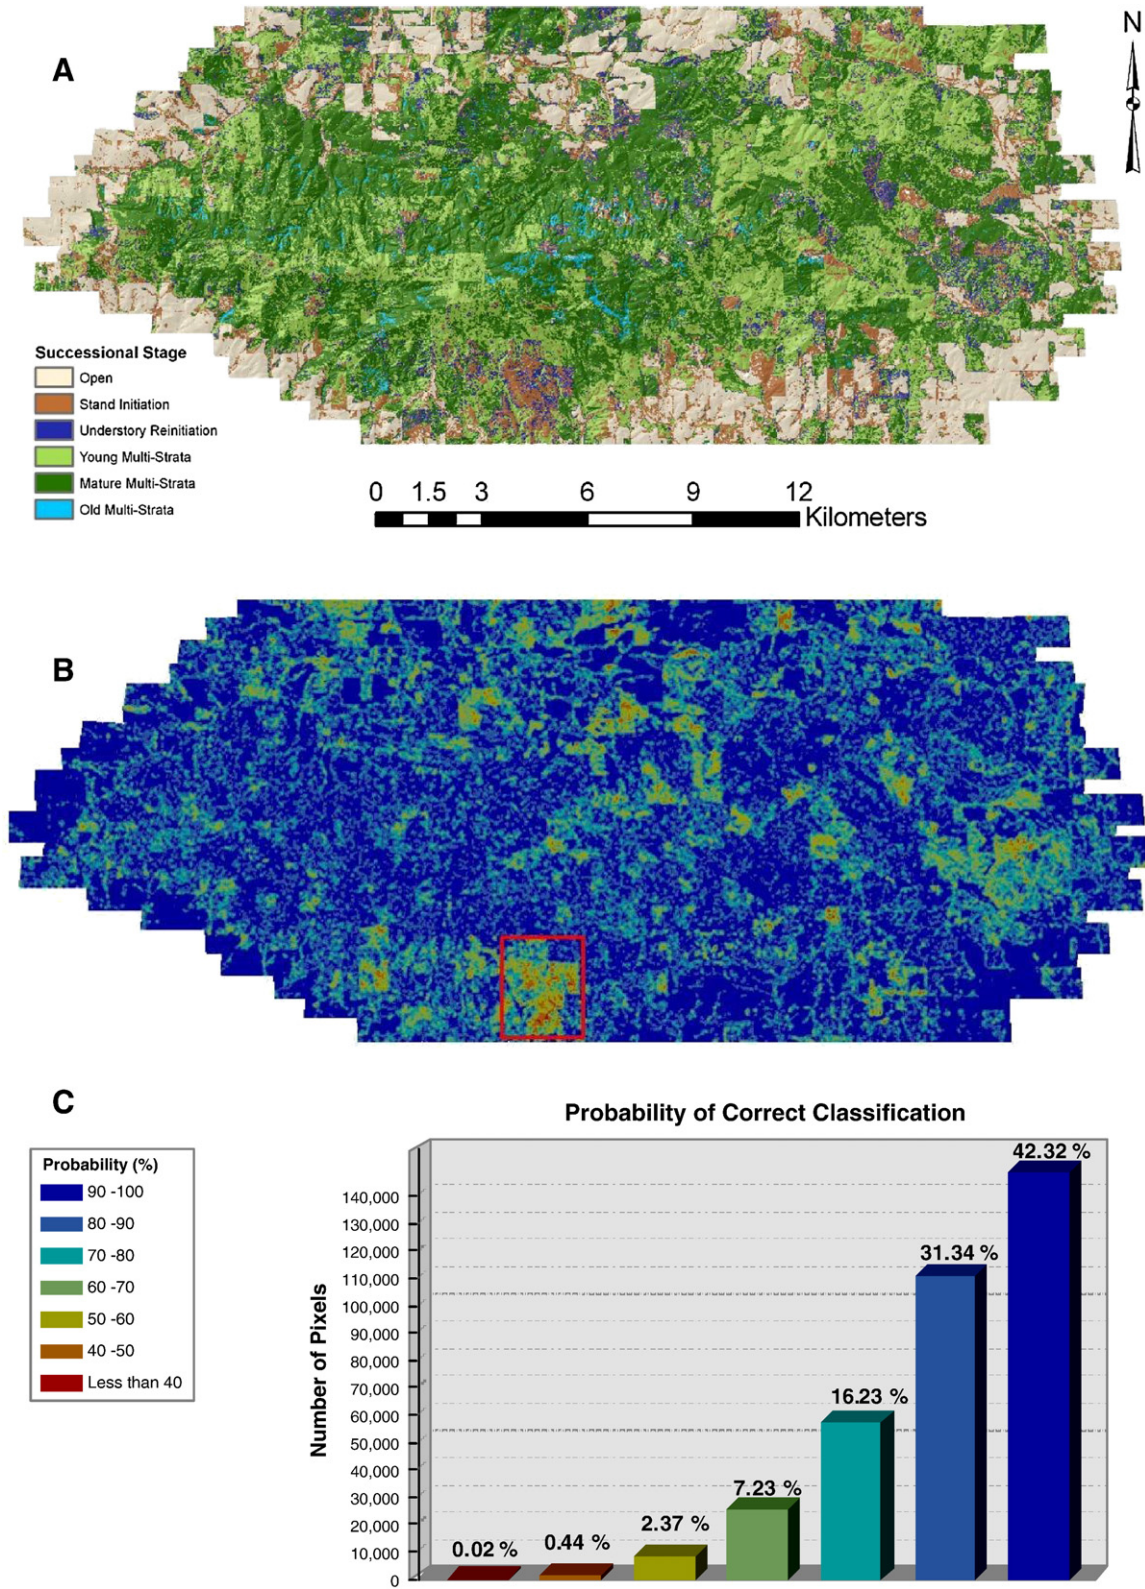 A
N
Successional Stage
Open
Stand Initiation
Understory Reinitiation
Young Multi-Strata
Mature Multi-Strata
Old Multi-Strata
0 1.5 3 6 9 12
Kilometers
B
C
Probability of Correct Classification
Probability (%)
90 -100
80 -90
70 -80
60 -70
50 -60
40 -50
Less than 40
Number of Pixels
140,000
130,000
120,000
110,000
100,000
90,000
80,000
70,000
60,000
50,000
40,000
30,000
20,000
10,000
0
0.02 %
0.44 %
2.37 %
7.23 %
16.23 %
31.34 %
42.32 %